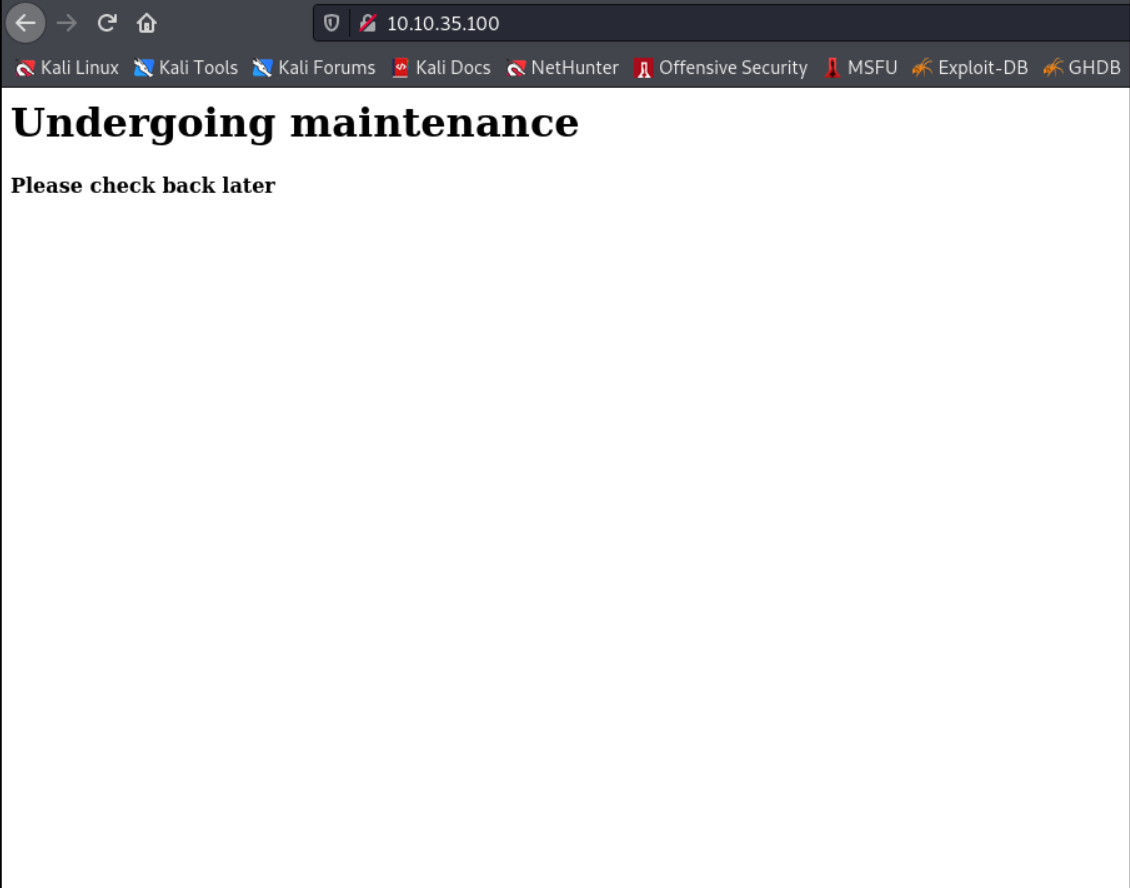 10.10.35.100
Kali Linux Kali Tools Kali Forums Kali Docs NetHunter Offensive Security MSFU Exploit-DB GHDB
Undergoing maintenance
Please check back later